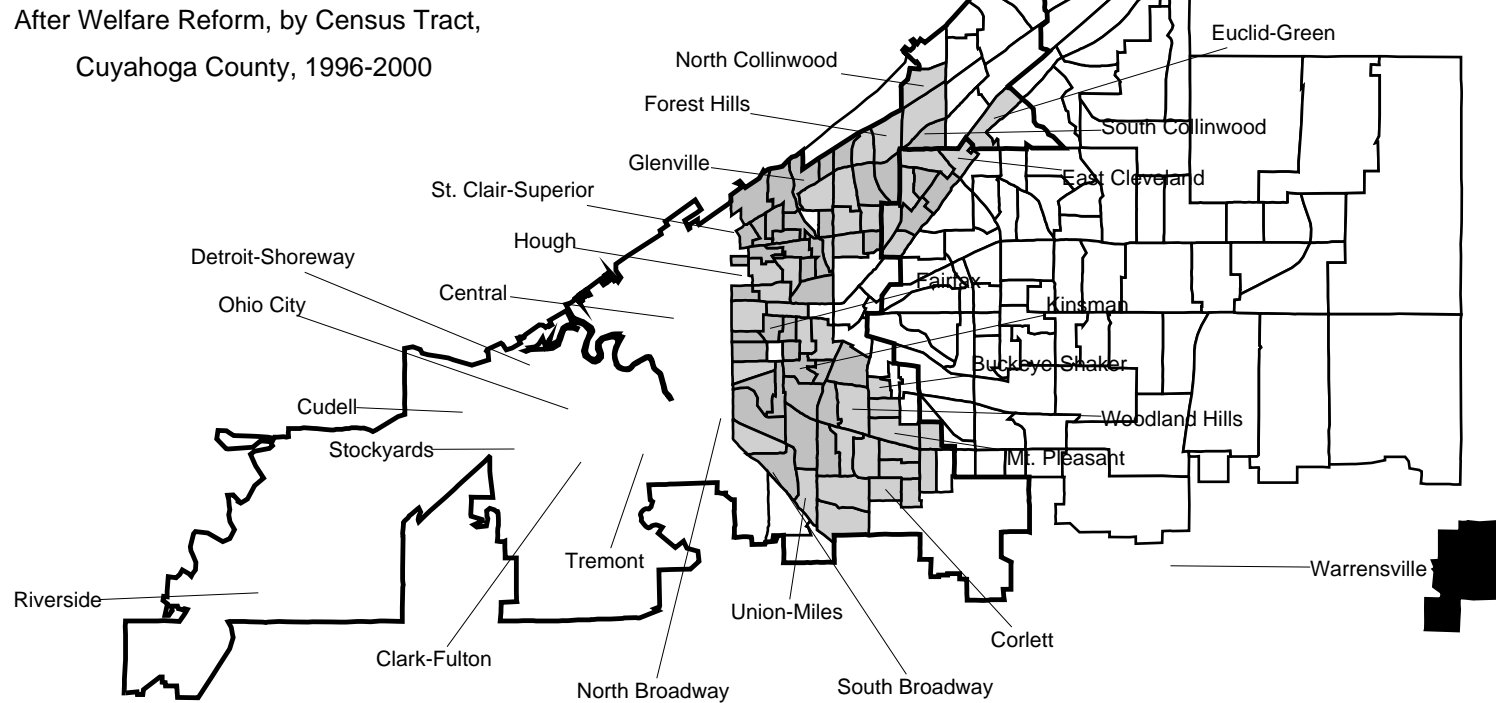 After Welfare Reform, by Census Tract,
Cuyahoga County, 1996-2000
Euclid-Green
North Collinwood
Forest Hills
South Collinwood
Glenville
East Cleveland
St. Clair-Superior
Hough
Detroit-Shoreway
Fairfax
Central
Ohio City
Kinsman
Buckeye-Shaker
Cudell
Woodland Hills
Stockyards
Mt. Pleasant
Tremont
Warrensville
Riverside
Union-Miles
Corlett
Clark-Fulton
North Broadway
South Broadway